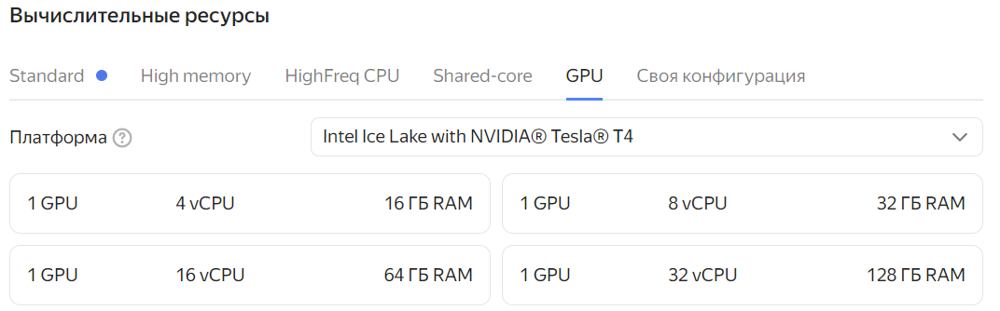 Вычислительные ресурсы
Standard High memory HighFreq CPU Shared-core GPU Своя конфигурация
Платформа ? Intel Ice Lake with NVIDIA® Tesla® T4
1 GPU 4 vCPU 16 ГБ RAM 1 GPU 8 vCPU 32 ГБ RAM
1 GPU 16 vCPU 64 ГБ RAM 1 GPU 32 vCPU 128 ГБ RAM